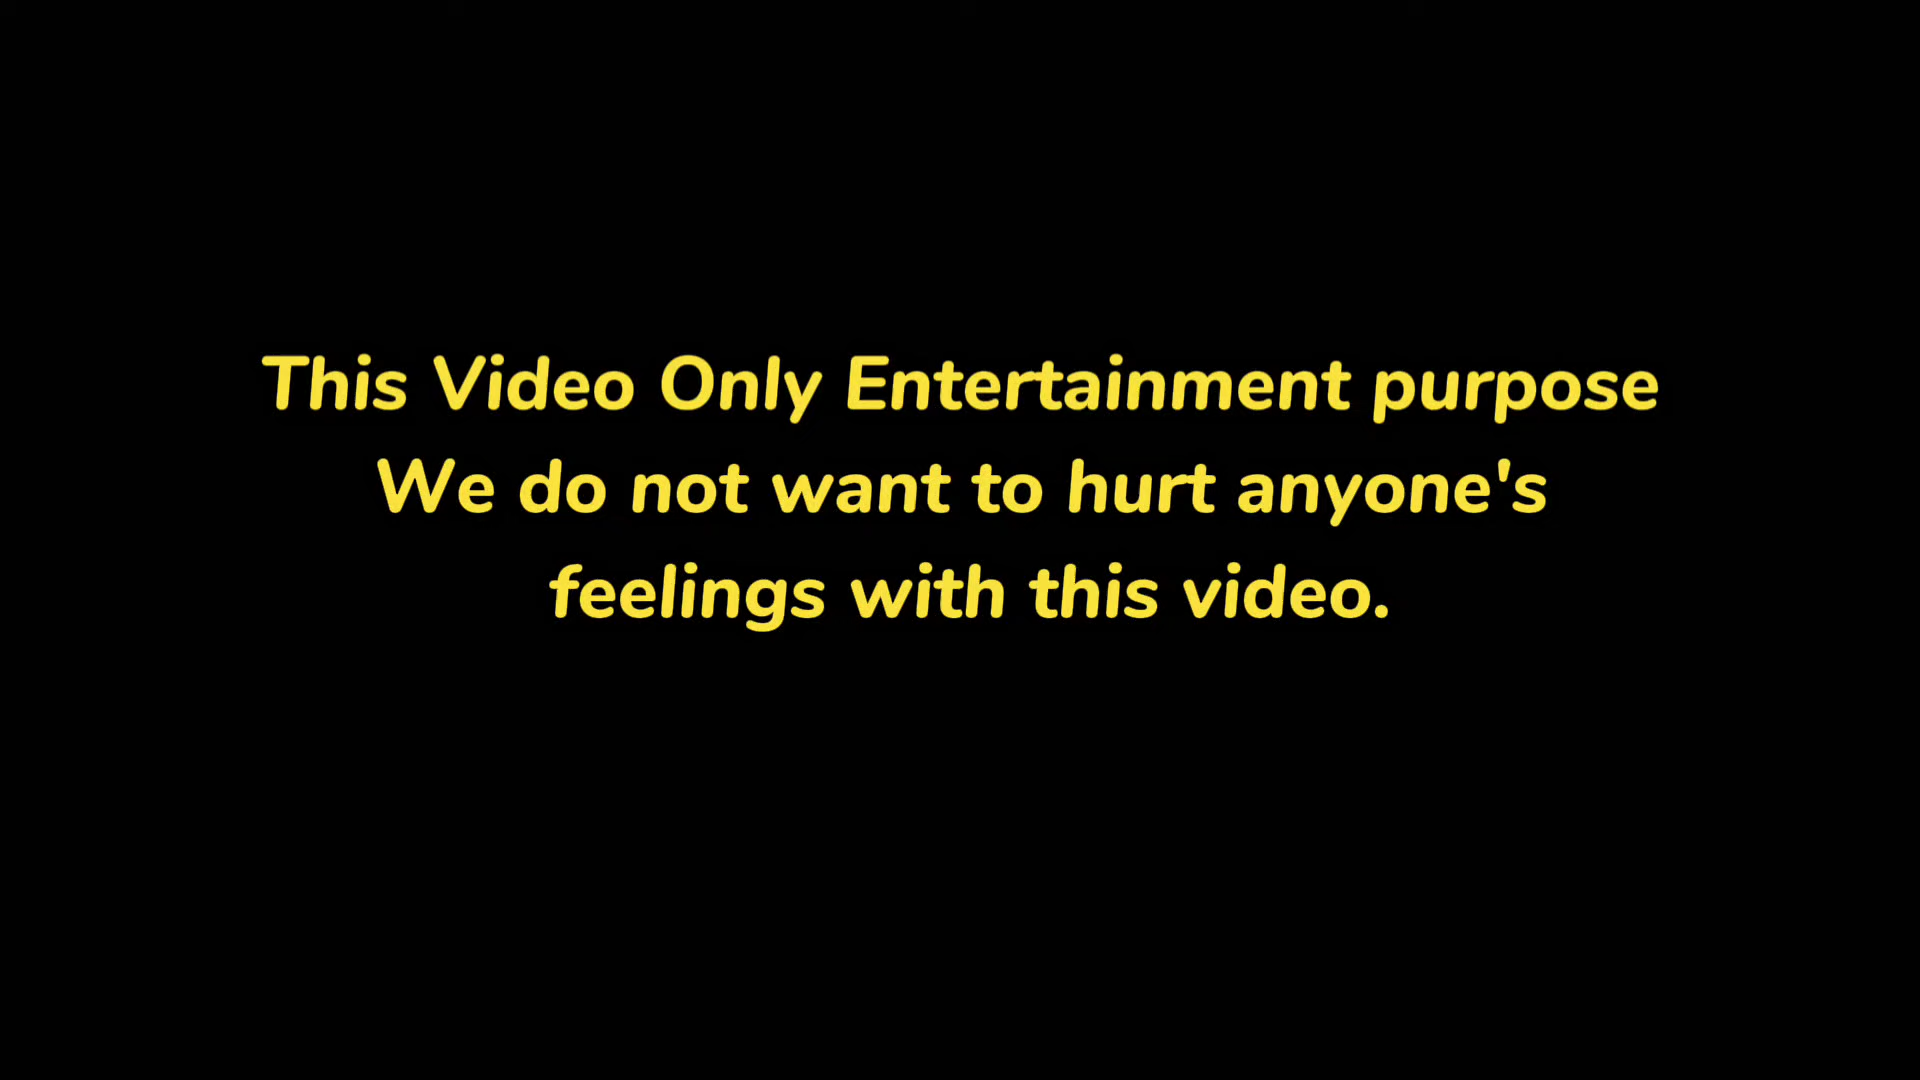 This Video Only Entertainment purpose
We do not want to hurt anyone's
feelings with this video.